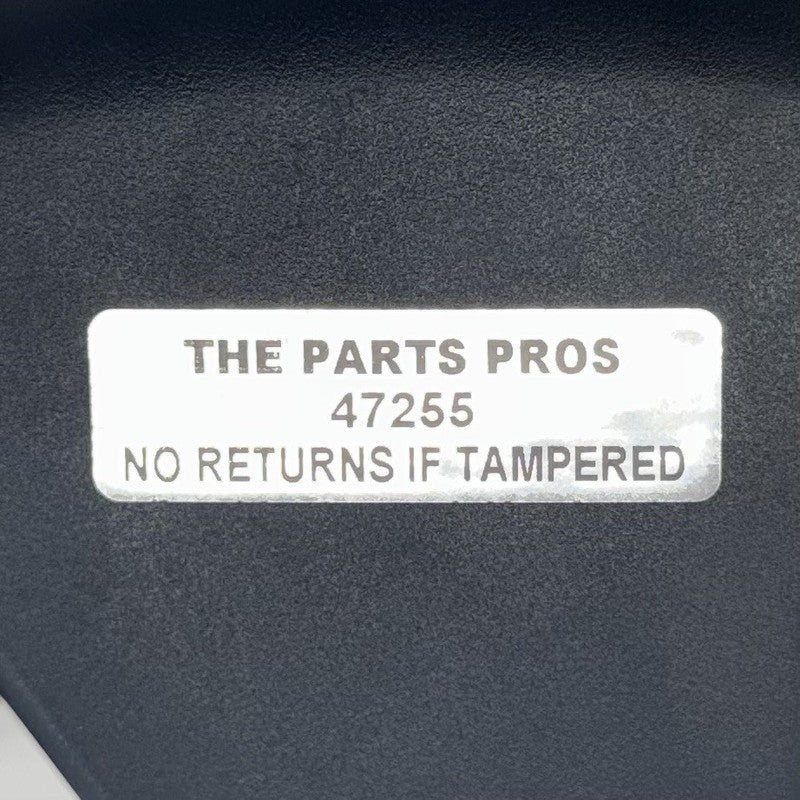 THE PARTS PROS
47255
NO RETURNS IF TAMPERED